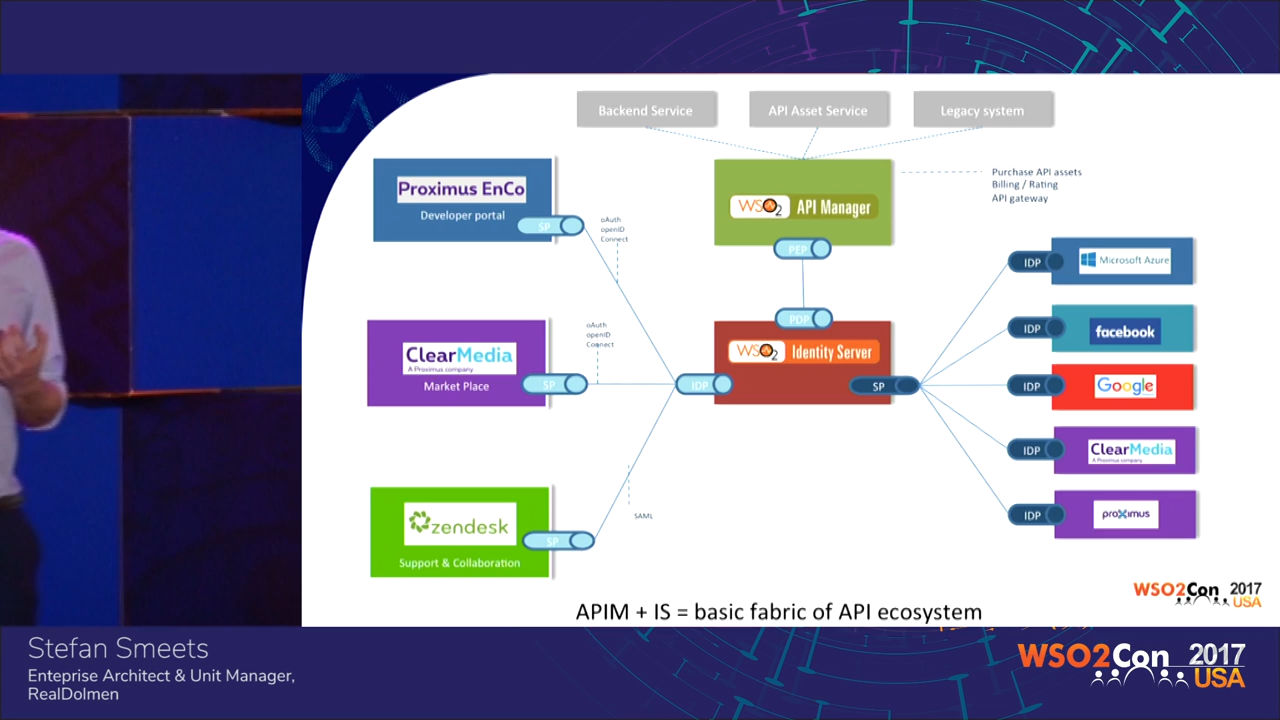 Backend Service
API Asset Service
Legacy system
Proximus EnCo
Developer portal
SP
oAuth
openID
Connect
WSO2 API Manager
PEP
Purchase API assets
Billing / Rating
API gateway
IDP
Microsoft Azure
IDP
facebook
IDP
Google
IDP
ClearMedia
A Proximus company
IDP
proximus
ClearMedia
A Proximus company
Market Place
SP
oAuth
openID
Connect
PDP
WSO2 Identity Server
IDP
SP
zendesk
SP
Support & Collaboration
SAML
APIM + IS = basic fabric of API ecosystem
WSO2Con 2017
USA
Stefan Smeets
Enteprise Architect & Unit Manager,
RealDolmen
WSO2Con 2017
USA